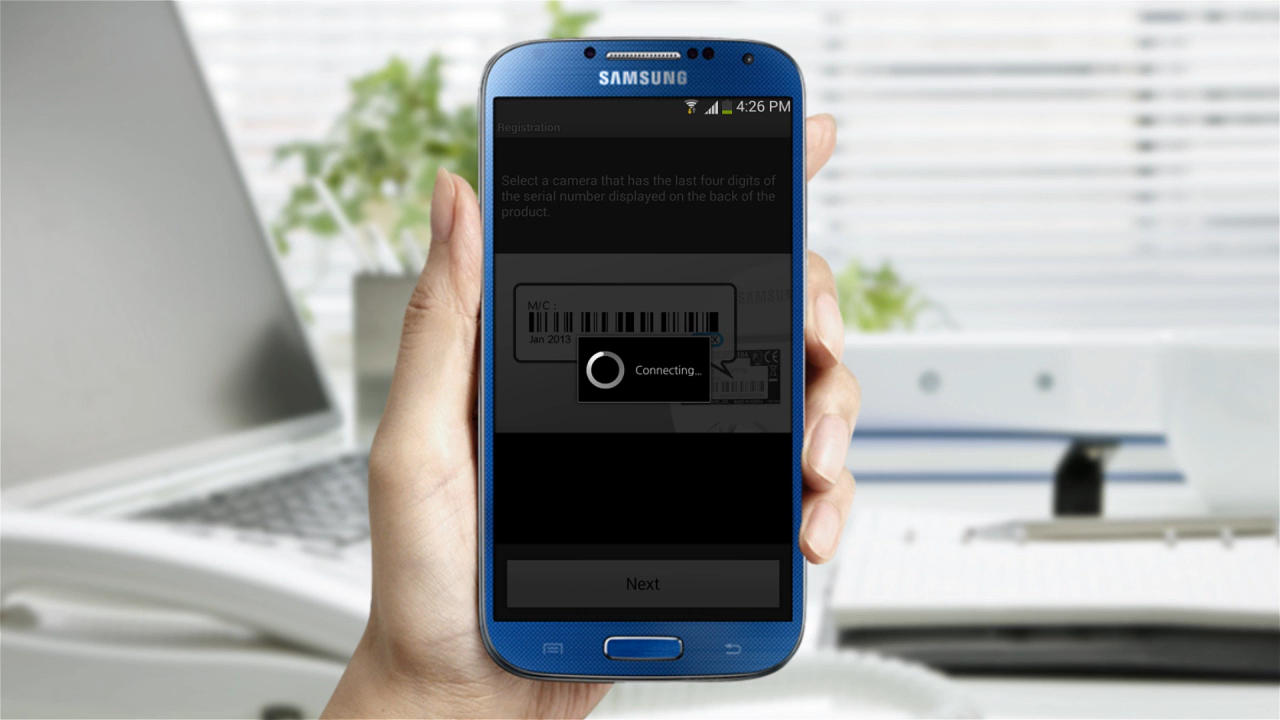 SAMSUNG
4:26 PM
Registration
Select a camera that has the last four digits of
the serial number displayed on the back of the
product.
M/C :
SAMSUN
Jan 2013
Connecting...
Next